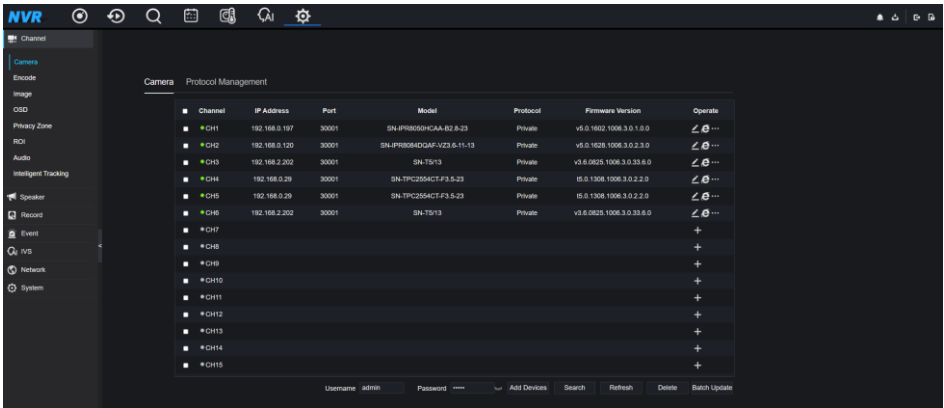 NVR AI
Channel
Camera
Encode
Image
OSD
Privacy Zone
ROI
Audio
Intelligent Tracking
Speaker
Record
Event
IVS
Network
System
Camera Protocol Management
Channel IP Address Port Model Protocol Firmware Version Operate
CH1 192.168.0.197 30001 SN-IPR8050HCAA-B2.8-23 Private v5.0.1602.1006.3.0.1.0.0
CH2 192.168.0.120 30001 SN-IPR8084DQAF-VZ3.6-11-13 Private v5.0.1628.1006.3.0.2.3.0
CH3 192.168.2.202 30001 SN-T5/13 Private v3.6.0825.1006.3.0.33.6.0
CH4 192.168.0.29 30001 SN-TPC2554CT-F3.5-23 Private t5.0.1308.1006.3.0.2.2.0
CH5 192.168.0.29 30001 SN-TPC2554CT-F3.5-23 Private t5.0.1308.1006.3.0.2.2.0
CH6 192.168.2.202 30001 SN-T5/13 Private v3.6.0825.1006.3.0.33.6.0
CH7
CH8
CH9
CH10
CH11
CH12
CH13
CH14
CH15
Username admin Password ••••• Add Devices Search Refresh Delete Batch Update